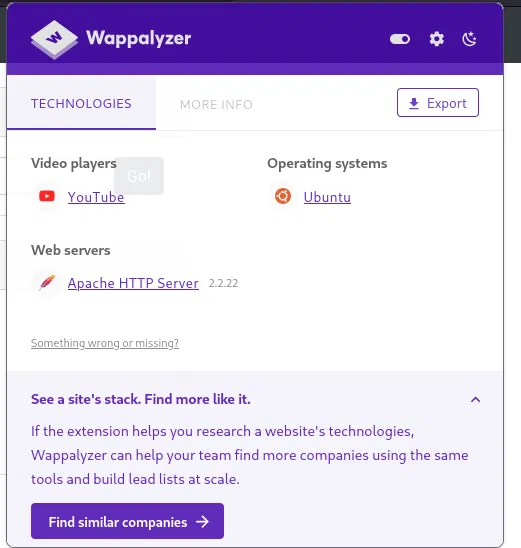 Wappalyzer
TECHNOLOGIES
MORE INFO
Export
Video players
Go!
YouTube
Operating systems
Ubuntu
Web servers
Apache HTTP Server 2.2.22
Something wrong or missing?
See a site's stack. Find more like it.
If the extension helps you research a website's technologies,
Wappalyzer can help your team find more companies using the same
tools and build lead lists at scale.
Find similar companies